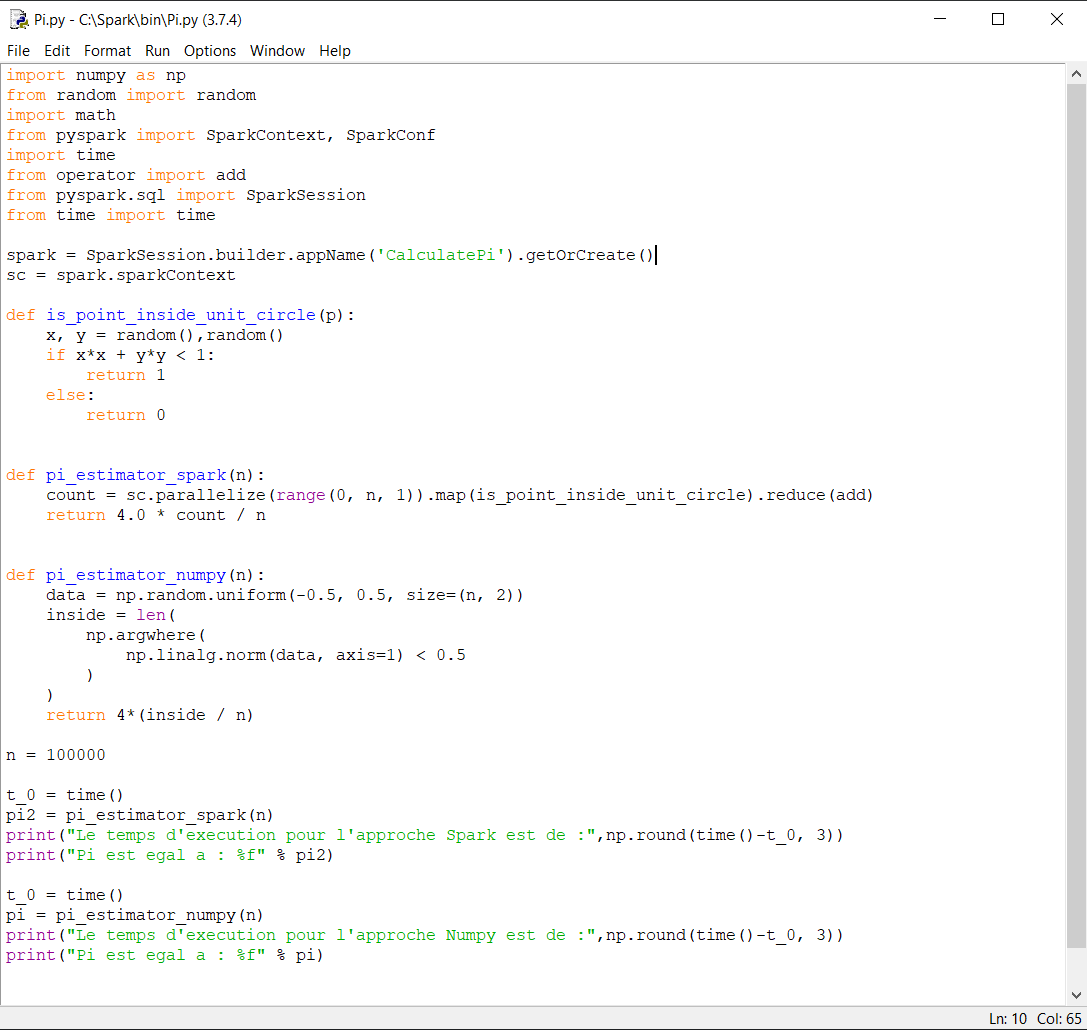 Pi.py - C:\Spark\bin\Pi.py (3.7.4)
File Edit Format Run Options Window Help
import numpy as np
from random import random
import math
from pyspark import SparkContext, SparkConf
import time
from operator import add
from pyspark.sql import SparkSession
from time import time

spark = SparkSession.builder.appName('CalculatePi').getOrCreate()
sc = spark.sparkContext

def is_point_inside_unit_circle(p):
    x, y = random(),random()
    if x*x + y*y < 1:
        return 1
    else:
        return 0


def pi_estimator_spark(n):
    count = sc.parallelize(range(0, n, 1)).map(is_point_inside_unit_circle).reduce(add)
    return 4.0 * count / n


def pi_estimator_numpy(n):
    data = np.random.uniform(-0.5, 0.5, size=(n, 2))
    inside = len(
        np.argwhere(
            np.linalg.norm(data, axis=1) < 0.5
        )
    )
    return 4*(inside / n)

n = 100000

t_0 = time()
pi2 = pi_estimator_spark(n)
print("Le temps d'execution pour l'approche Spark est de :",np.round(time()-t_0, 3))
print("Pi est egal a : %f" % pi2)

t_0 = time()
pi = pi_estimator_numpy(n)
print("Le temps d'execution pour l'approche Numpy est de :",np.round(time()-t_0, 3))
print("Pi est egal a : %f" % pi)
Ln: 10 Col: 65